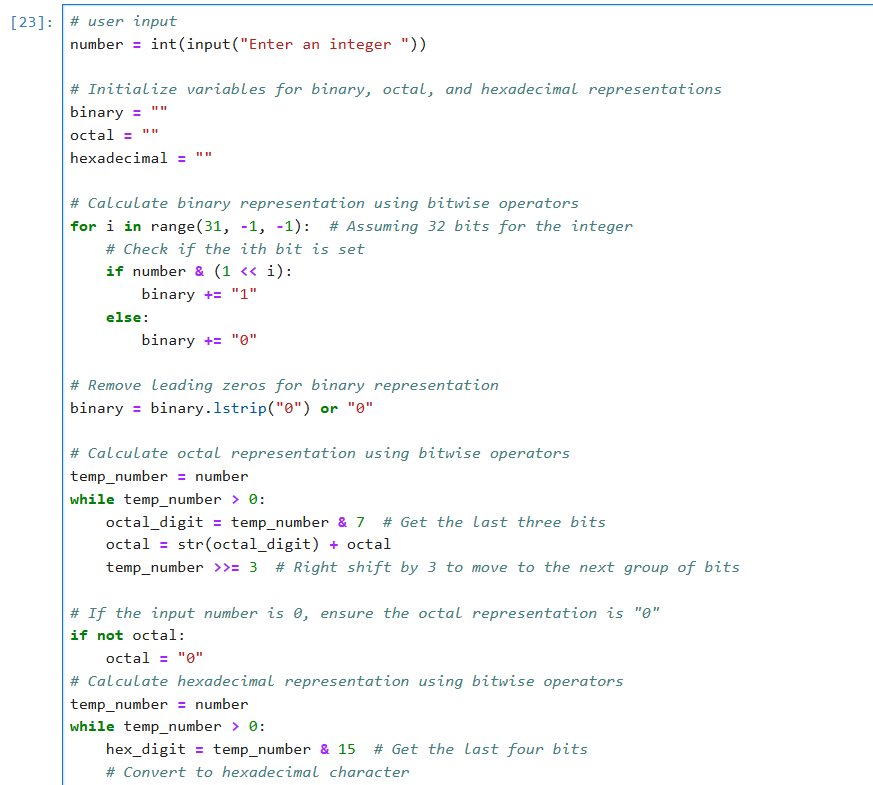 [23]: # user input
number = int(input("Enter an integer "))
# Initialize variables for binary, octal, and hexadecimal representations
binary = ""
octal = ""
hexadecimal = ""
# Calculate binary representation using bitwise operators
for i in range(31, -1, -1):  # Assuming 32 bits for the integer
    # Check if the ith bit is set
    if number & (1 << i):
        binary += "1"
    else:
        binary += "0"
# Remove leading zeros for binary representation
binary = binary.lstrip("0") or "0"
# Calculate octal representation using bitwise operators
temp_number = number
while temp_number > 0:
    octal_digit = temp_number & 7  # Get the last three bits
    octal = str(octal_digit) + octal
    temp_number >>= 3  # Right shift by 3 to move to the next group of bits
# If the input number is 0, ensure the octal representation is "0"
if not octal:
    octal = "0"
# Calculate hexadecimal representation using bitwise operators
temp_number = number
while temp_number > 0:
    hex_digit = temp_number & 15  # Get the last four bits
    # Convert to hexadecimal character